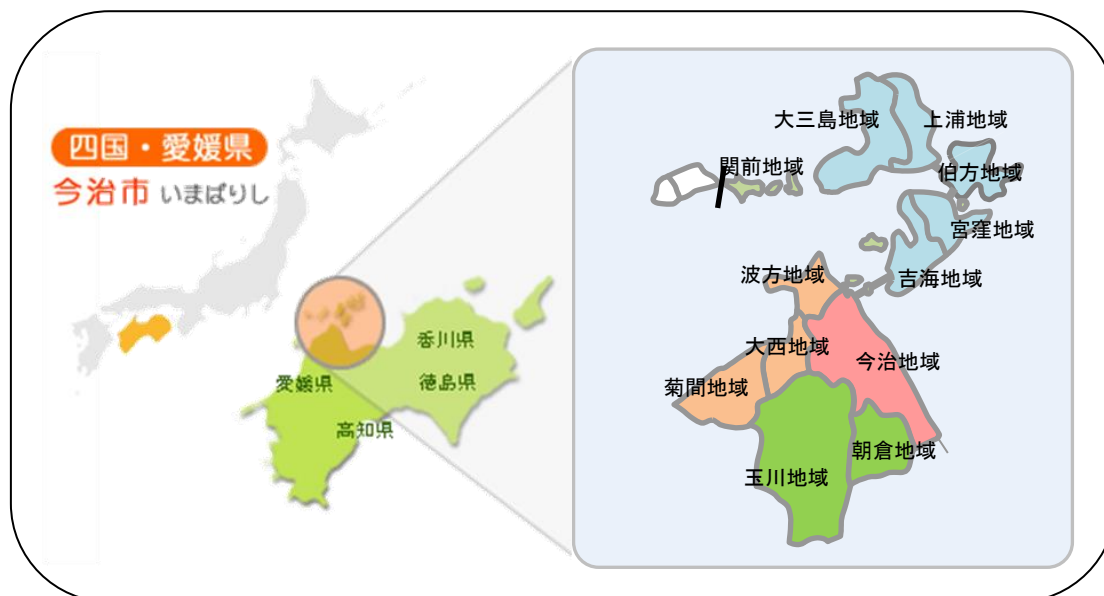 四国・愛媛県
今治市 いまばりし
香川県
愛媛県
徳島県
高知県
大三島地域
上浦地域
関前地域
伯方地域
宮窪地域
波方地域
吉海地域
大西地域
今治地域
菊間地域
朝倉地域
玉川地域